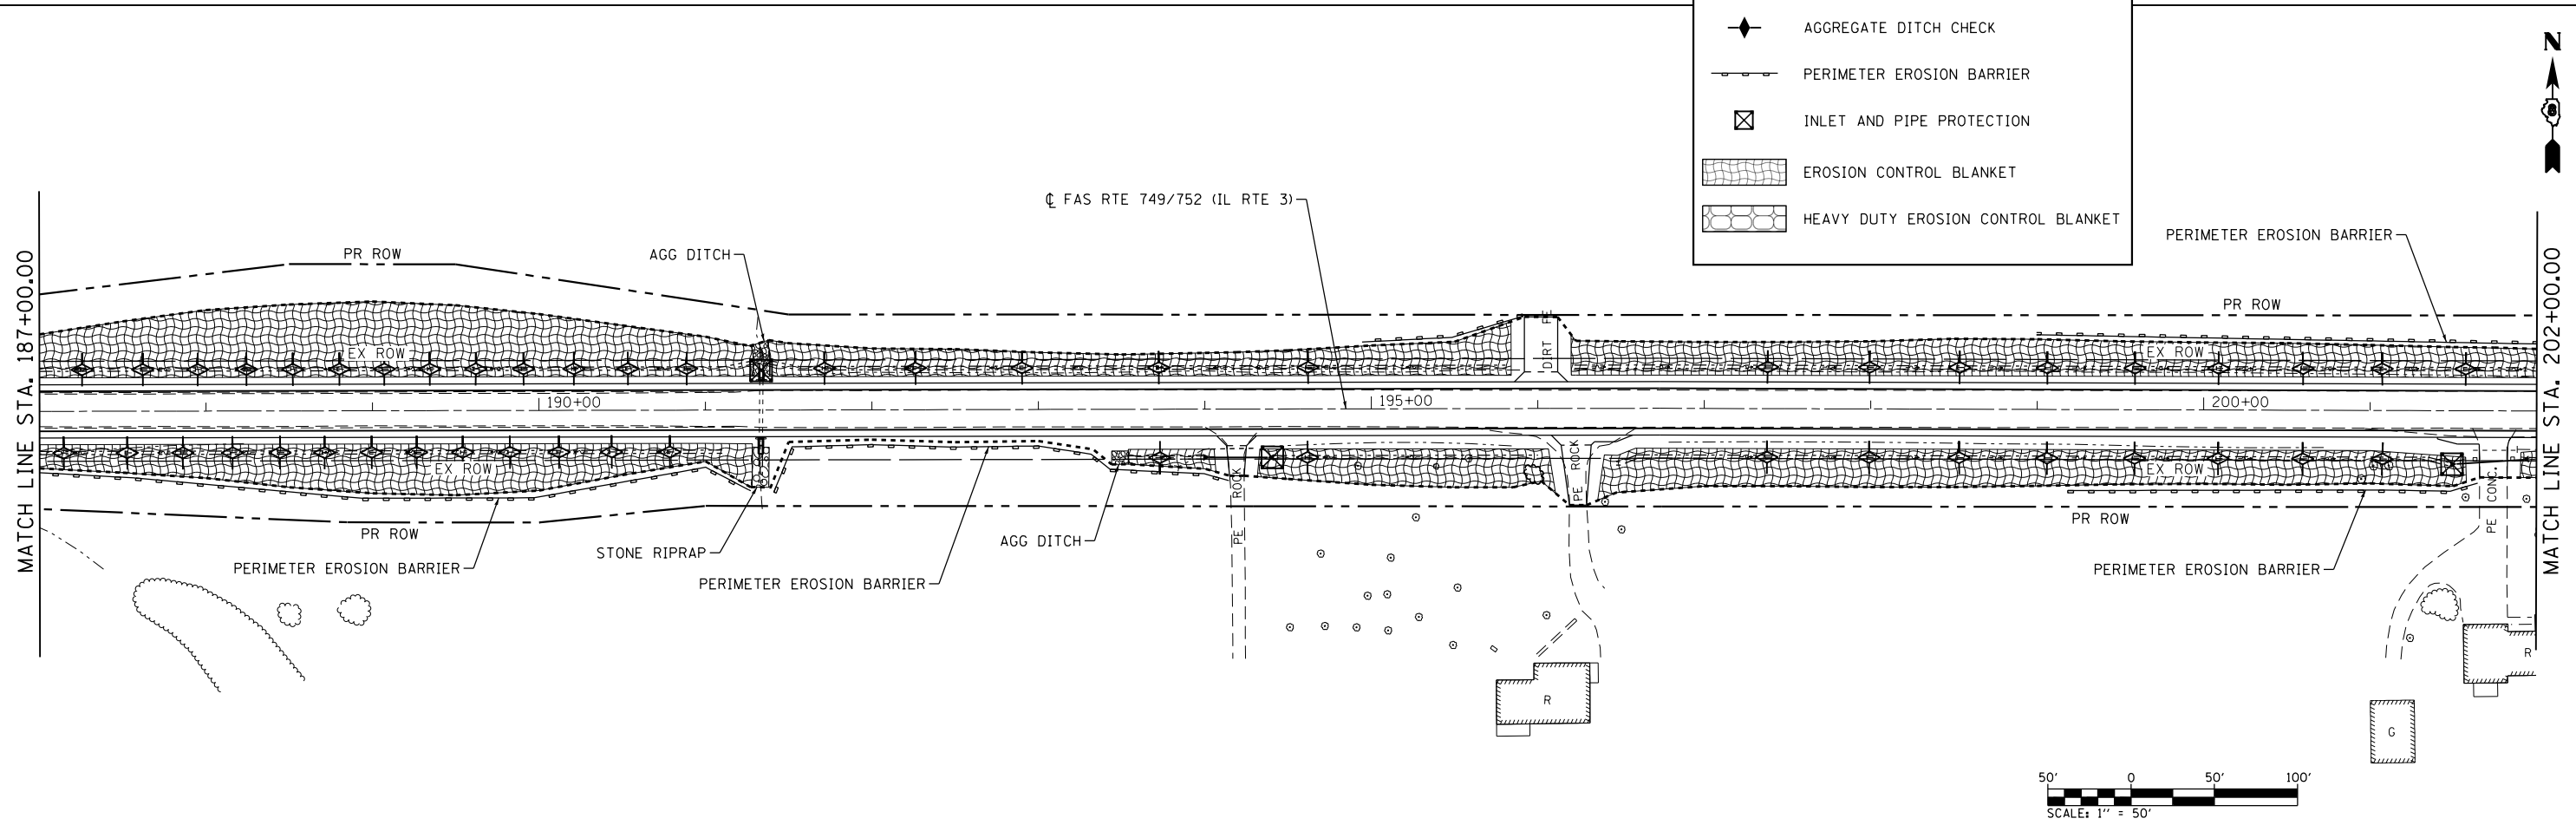 AGGREGATE DITCH CHECK
N
PERIMETER EROSION BARRIER
INLET AND PIPE PROTECTION
EROSION CONTROL BLANKET
HEAVY DUTY EROSION CONTROL BLANKET
℄ FAS RTE 749/752 (IL RTE 3)
PERIMETER EROSION BARRIER
PR ROW
AGG DITCH
PR ROW
MATCH LINE STA. 187+00.00
MATCH LINE STA. 202+00.00
EX ROW
DIRT
PE
EX ROW
190+00
195+00
200+00
EX ROW
ROCK
PE
ROCK
PE
EX ROW
CONC.
PE
PR ROW
PR ROW
AGG DITCH
STONE RIPRAP
PERIMETER EROSION BARRIER
PERIMETER EROSION BARRIER
PERIMETER EROSION BARRIER
R
R
G
50' 0 50' 100'
SCALE: 1'' = 50'